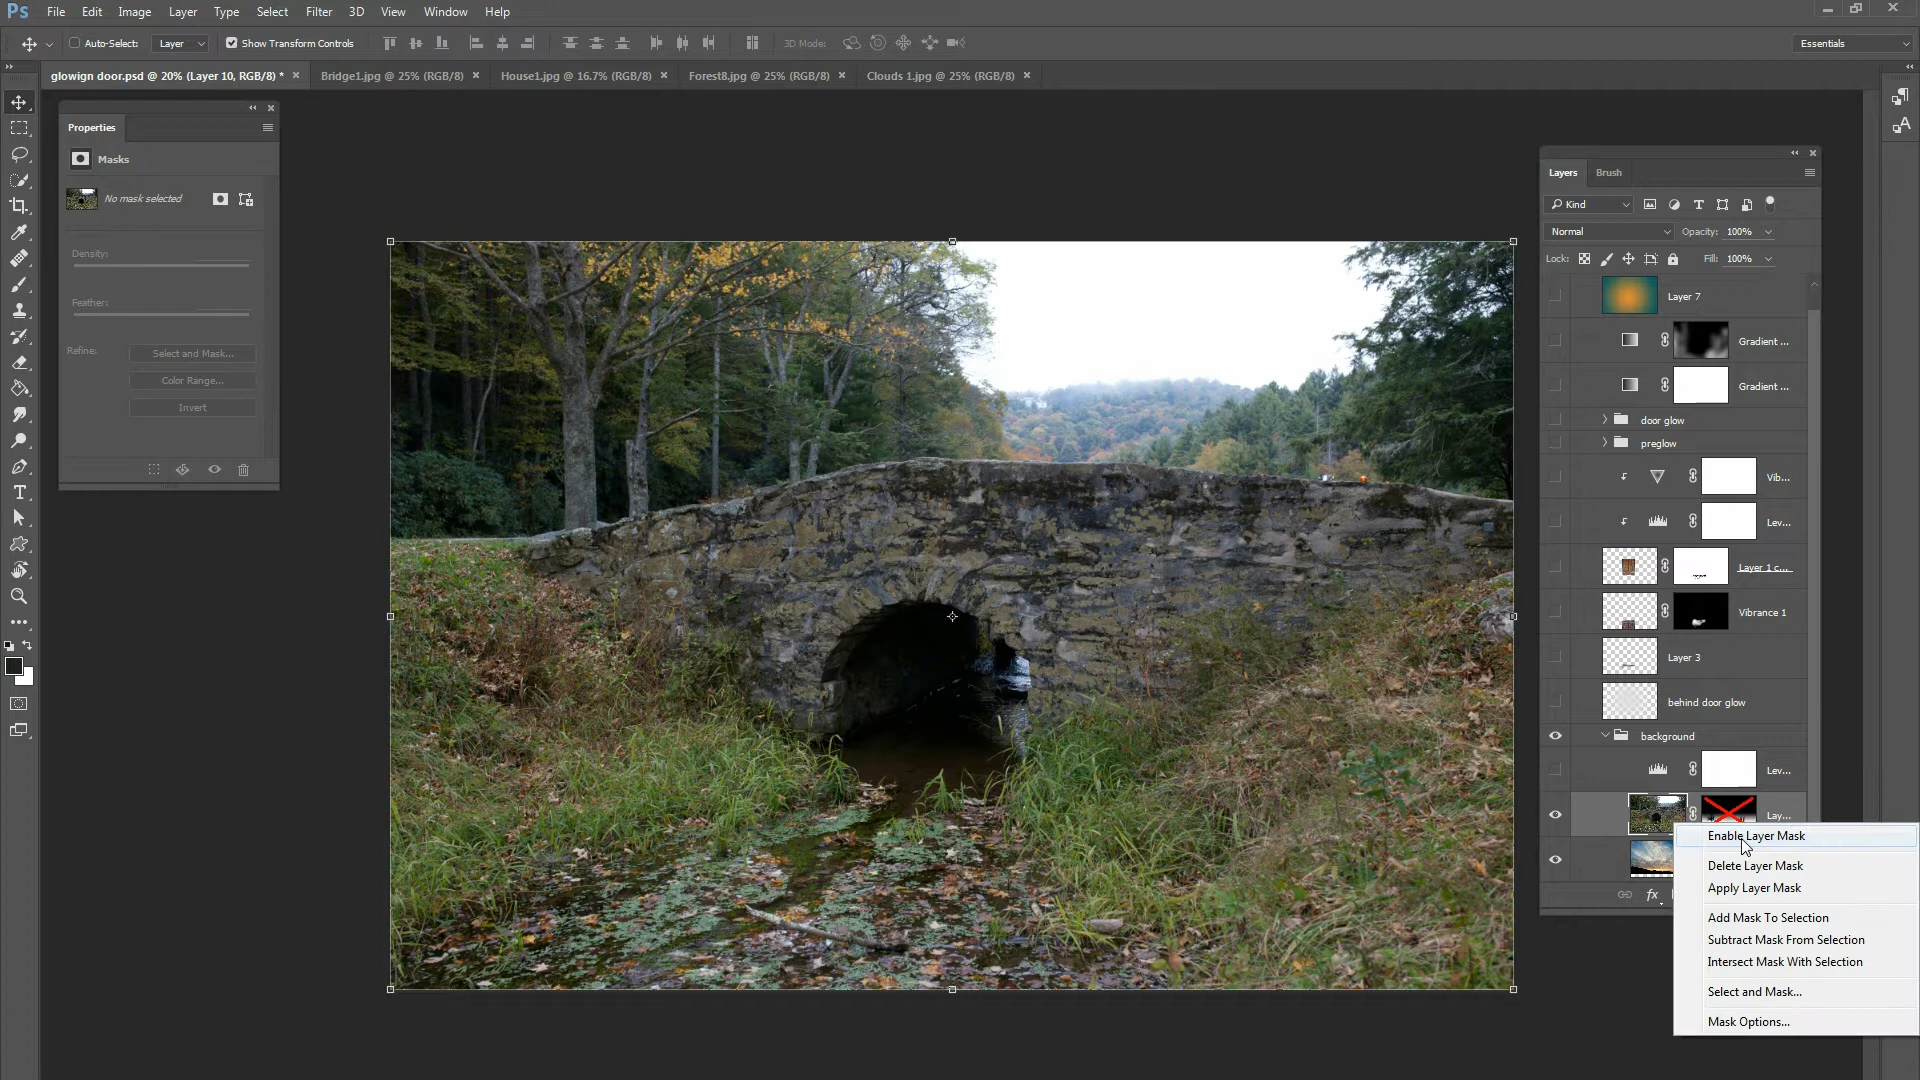 Ps File Edit Image Layer Type Select Filter 3D View Window Help
Auto-Select: Layer Show Transform Controls 3D Mode: Essentials
glowign door.psd @ 20% (Layer 10, RGB/8) * Bridge1.jpg @ 25% (RGB/8) House1.jpg @ 16.7% (RGB/8) Forest8.jpg @ 25% (RGB/8) Clouds 1.jpg @ 25% (RGB/8)
Properties
Masks
No mask selected
Density:
Feather:
Refine: Select and Mask...
Color Range...
Invert
Layers Brush
Kind
Normal Opacity: 100%
Lock: Fill: 100%
Layer 7
Gradient ...
Gradient ...
door glow
preglow
Vib...
Lev...
Layer 1 c...
Vibrance 1
Layer 3
behind door glow
background
Lev...
Lay...
fx
Enable Layer Mask
Delete Layer Mask
Apply Layer Mask
Add Mask To Selection
Subtract Mask From Selection
Intersect Mask With Selection
Select and Mask...
Mask Options...